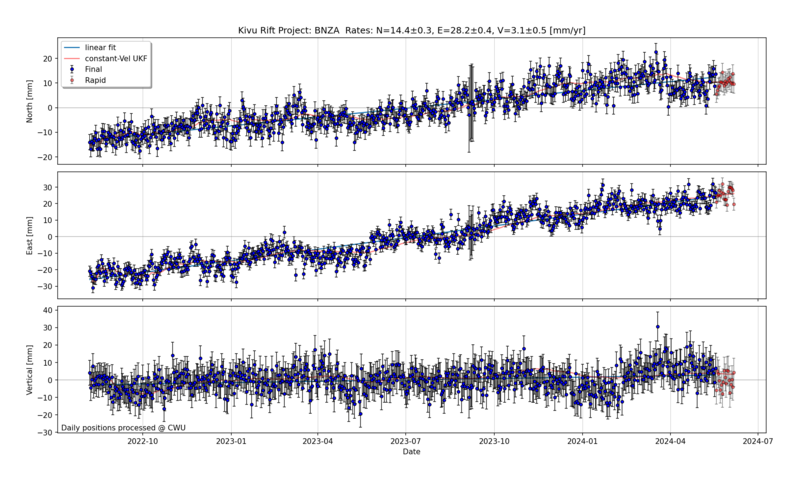 Kivu Rift Project: BNZA Rates: N=14.4±0.3, E=28.2±0.4, V=3.1±0.5 [mm/yr]
linear fit
constant-Vel UKF
Final
Rapid
North [mm]
20
10
0
−10
−20
East [mm]
30
20
10
0
−10
−20
−30
Vertical [mm]
40
30
20
10
0
−10
−20
−30
Daily positions processed @ CWU
2022-10
2023-01
2023-04
2023-07
2023-10
2024-01
2024-04
2024-07
Date